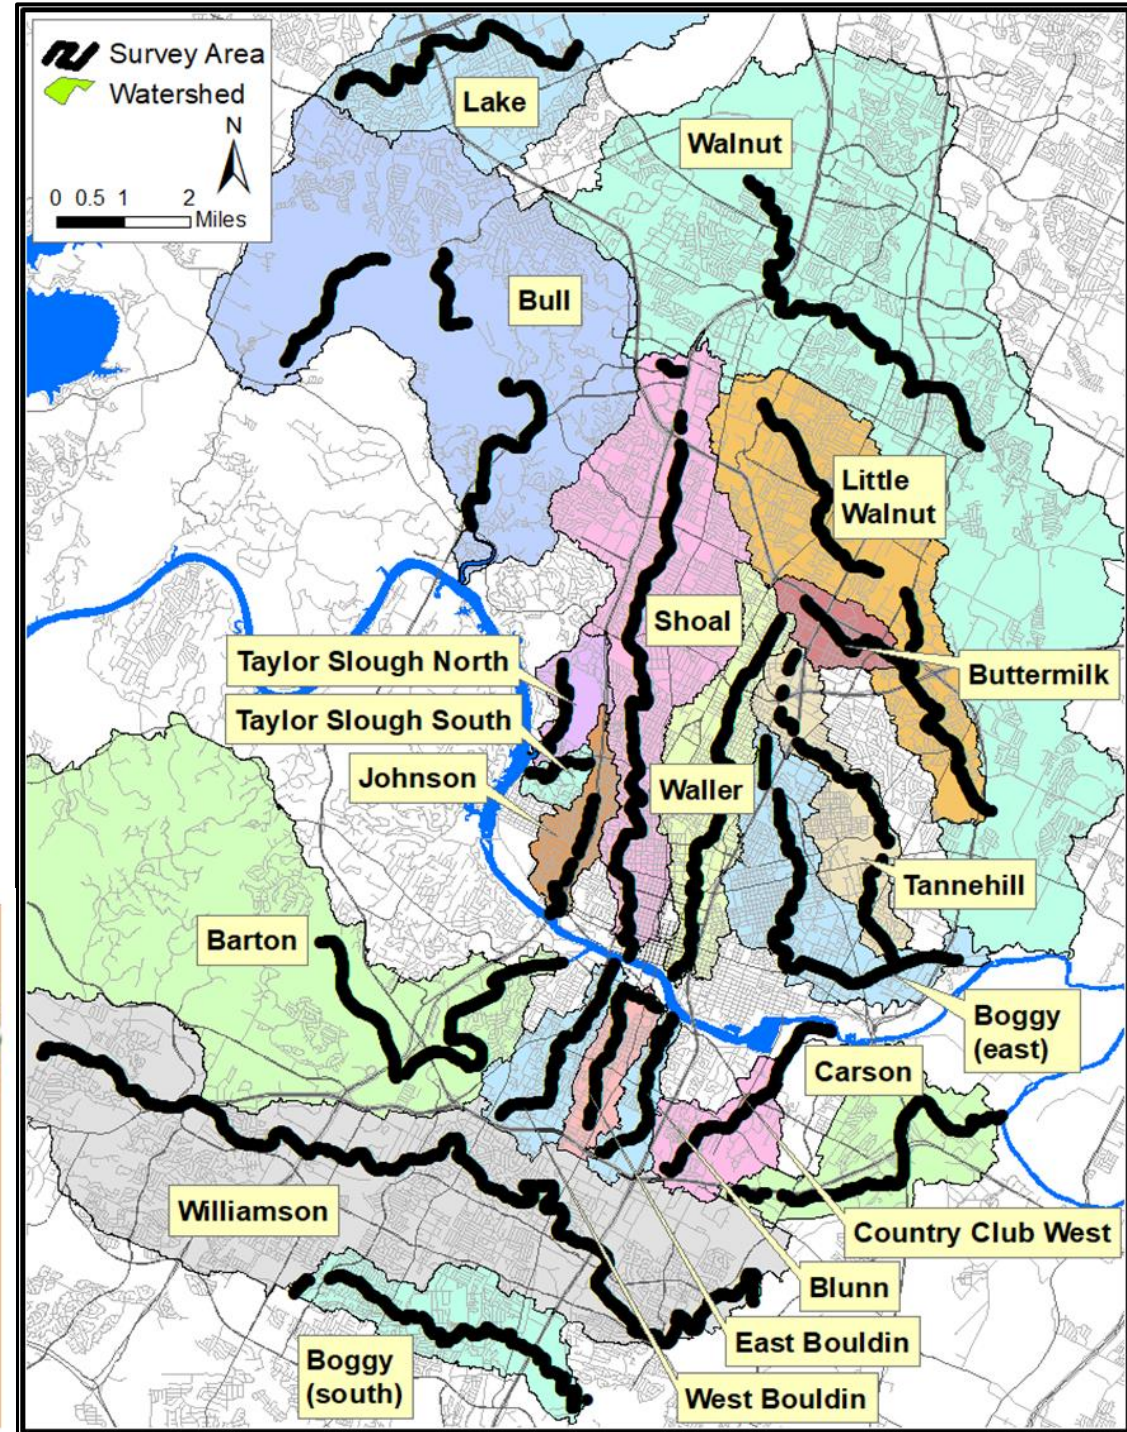 Survey Area
Watershed
N
0 0.5 1 2
Miles
Lake
Walnut
Bull
Little
Walnut
Shoal
Taylor Slough North
Buttermilk
Taylor Slough South
Johnson
Waller
Tannehill
Barton
Boggy
(east)
Carson
Williamson
Country Club West
Blunn
East Bouldin
Boggy
(south)
West Bouldin